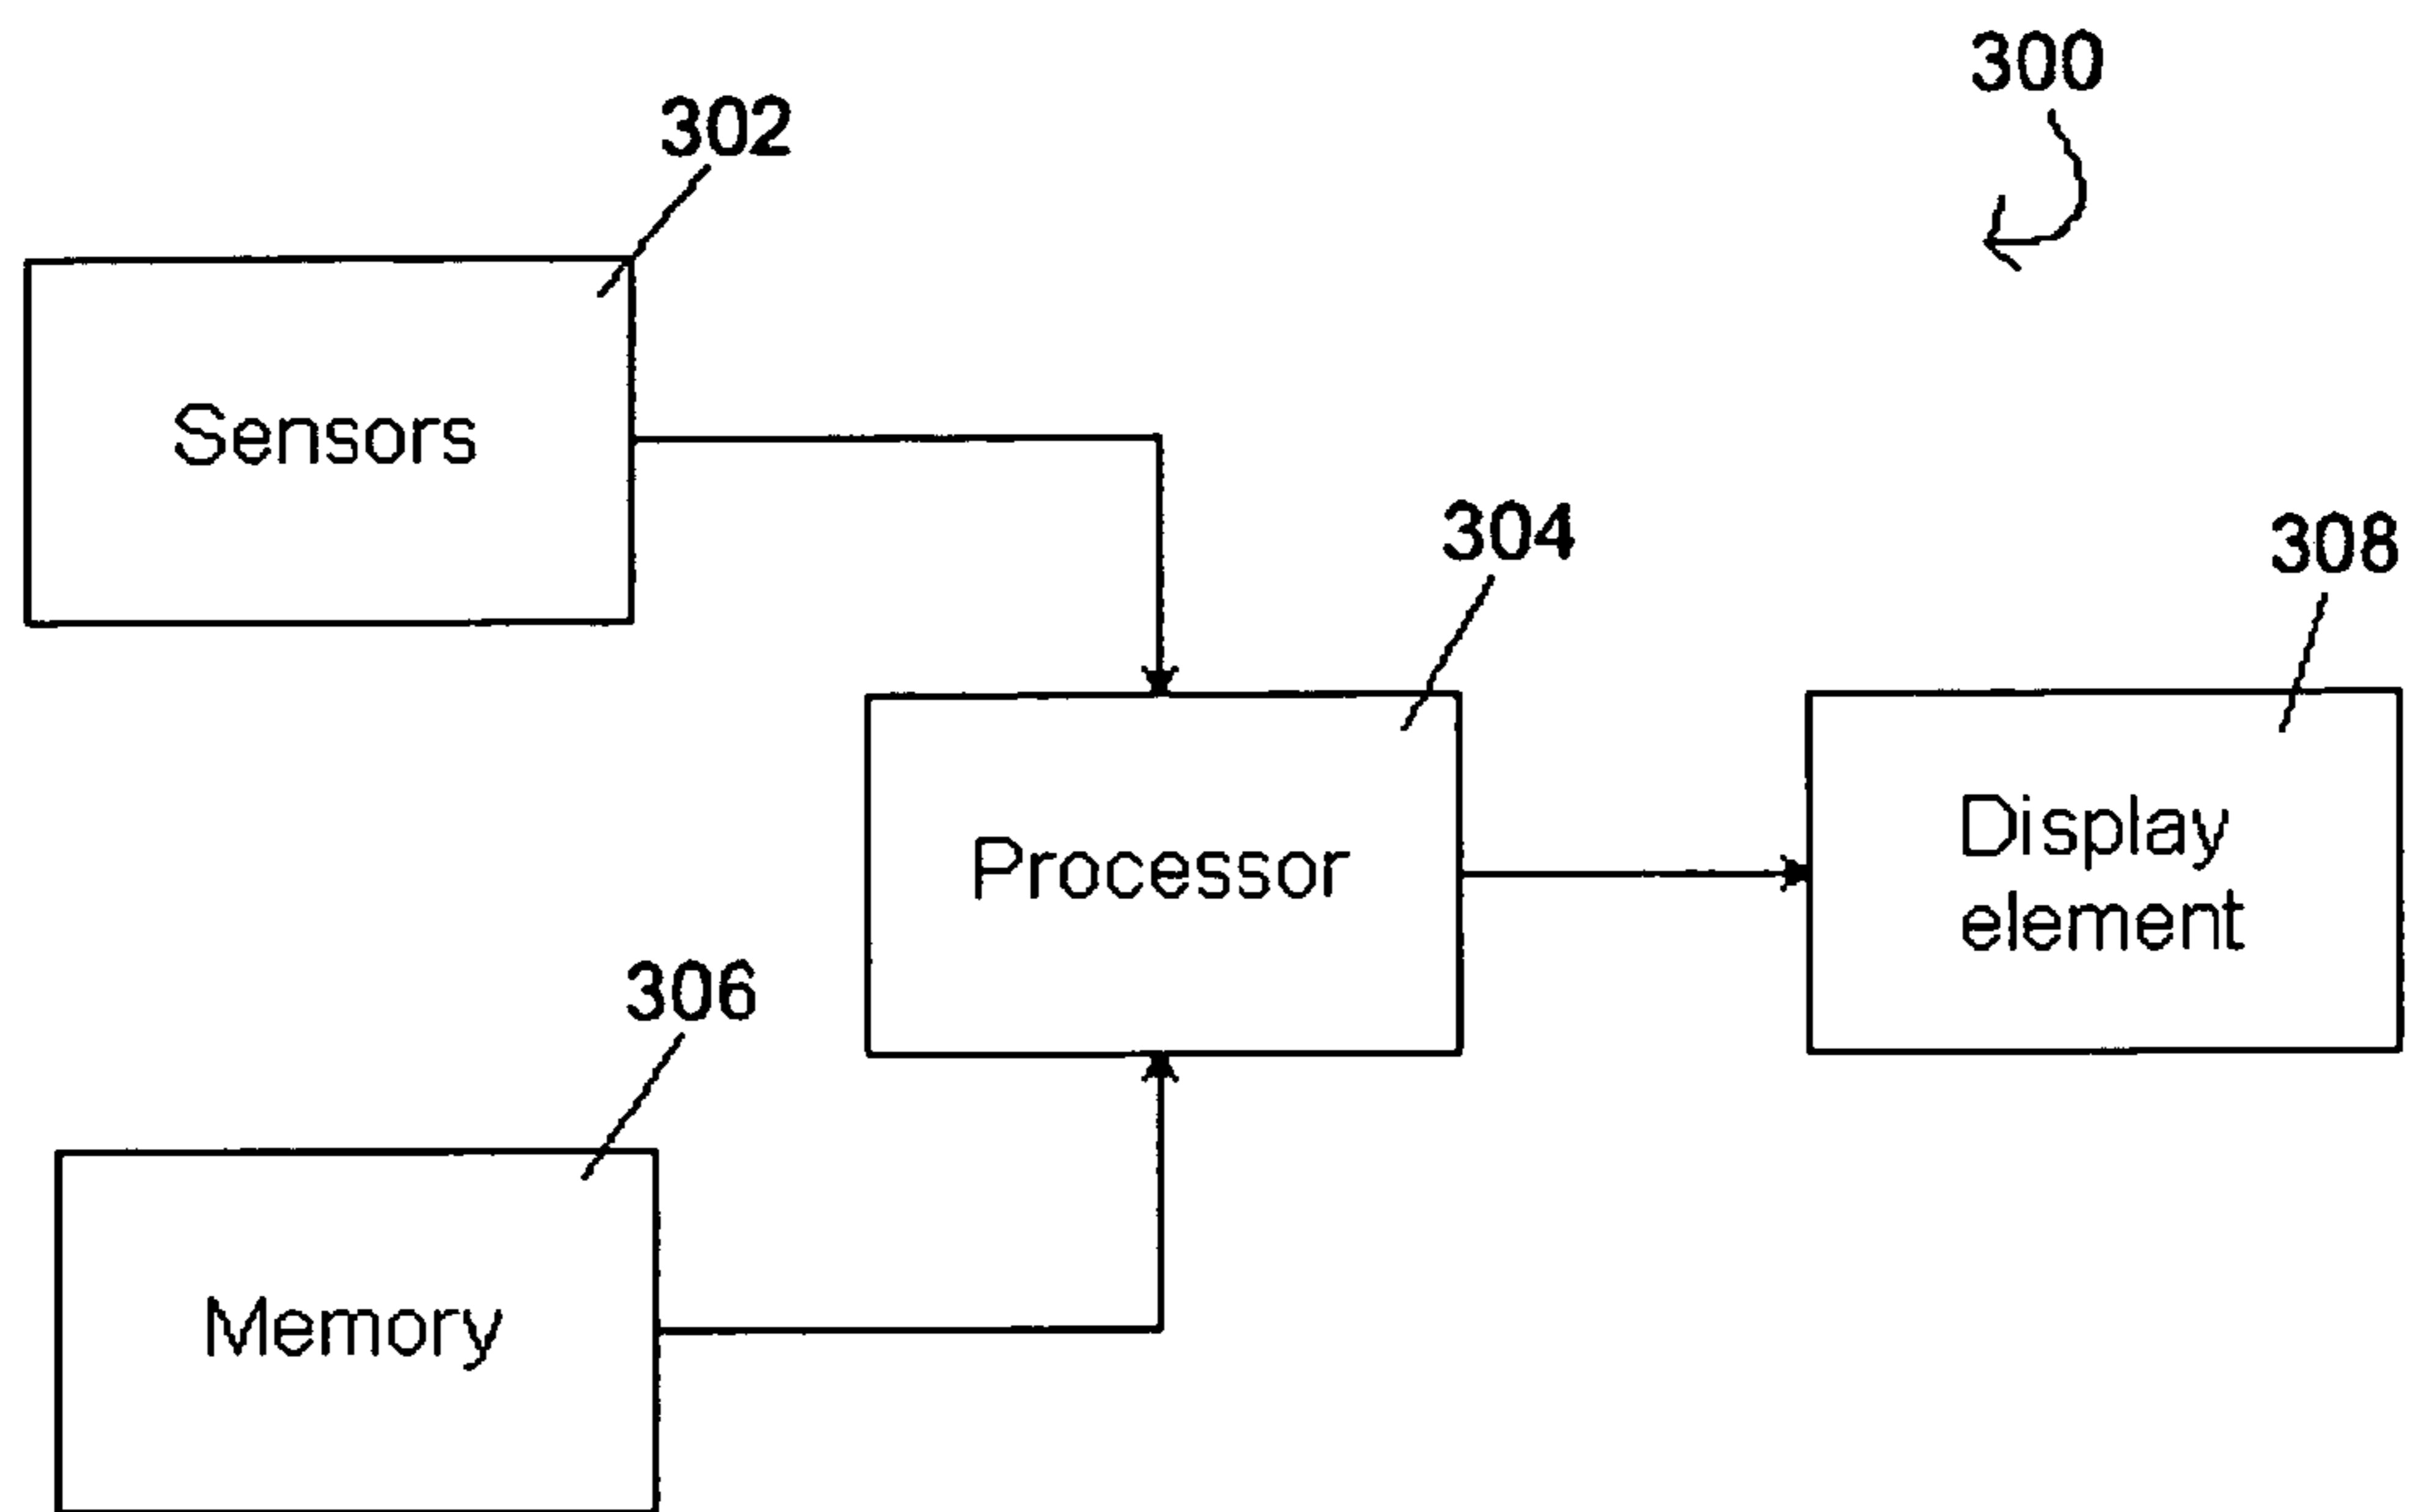 300
302
Sensors
304
308
Processor
Display
element
306
Memory